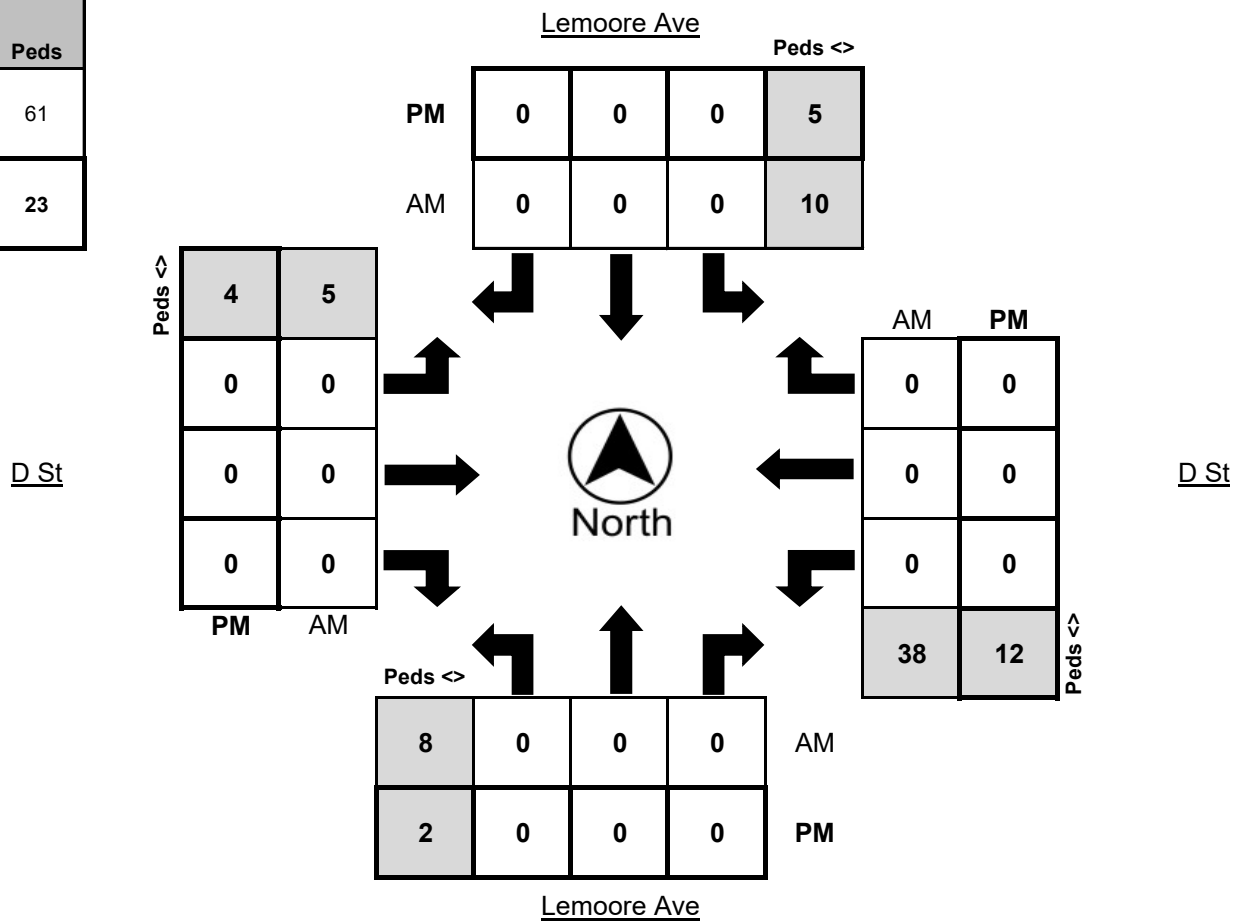 Peds
61
23
Lemoore Ave
Peds <>
PM 0 0 0 5
AM 0 0 0 10
Peds <>
4 5
0 0
0 0
0 0
PM AM
D St
North
AM PM
0 0
0 0
0 0
38 12
Peds <>
D St
Peds <>
8 0 0 0 AM
2 0 0 0 PM
Lemoore Ave